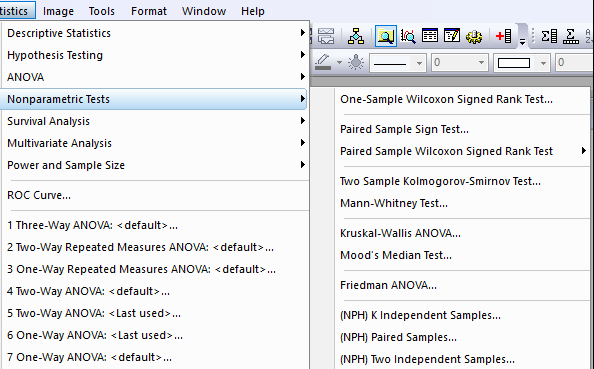 tistics Image Tools Format Window Help
Descriptive Statistics
Hypothesis Testing
ANOVA
Nonparametric Tests
Survival Analysis
Multivariate Analysis
Power and Sample Size
ROC Curve...
1 Three-Way ANOVA: <default>...
2 Two-Way Repeated Measures ANOVA: <default>...
3 One-Way Repeated Measures ANOVA: <default>...
4 Two-Way ANOVA: <default>...
5 Two-Way ANOVA: <Last used>...
6 One-Way ANOVA: <Last used>...
7 One-Way ANOVA: <default>...
0 0
One-Sample Wilcoxon Signed Rank Test...
Paired Sample Sign Test...
Paired Sample Wilcoxon Signed Rank Test
Two Sample Kolmogorov-Smirnov Test...
Mann-Whitney Test...
Kruskal-Wallis ANOVA...
Mood's Median Test...
Friedman ANOVA...
(NPH) K Independent Samples...
(NPH) Paired Samples...
(NPH) Two Independent Samples...